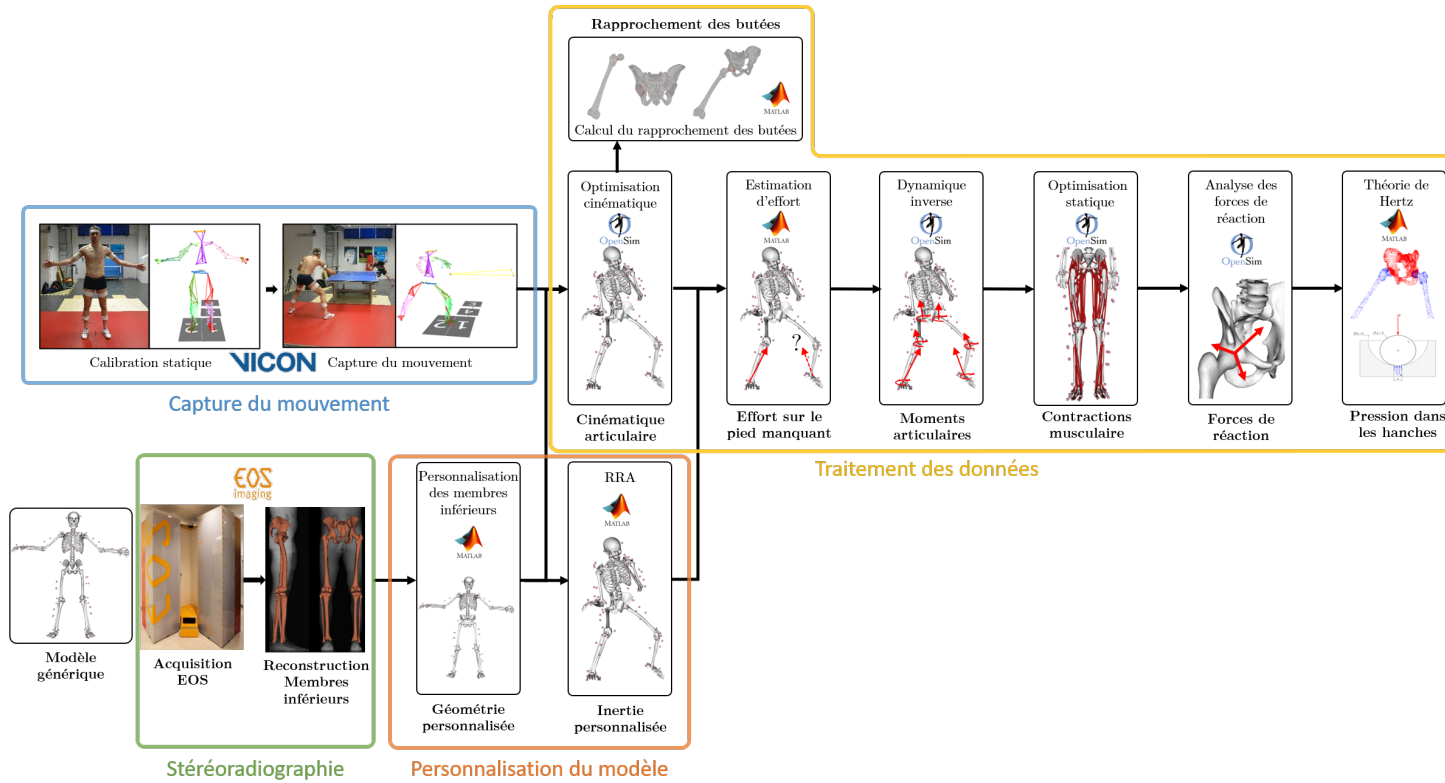 Rapprochement des butées
MATLAB
Calcul du rapprochement des butées
Optimisation
cinématique
OpenSim
Cinématique
articulaire
Estimation
d'effort
MATLAB
?
Effort sur le
pied manquant
Dynamique
inverse
OpenSim
Moments
articulaires
Optimisation
statique
OpenSim
Contractions
musculaire
Analyse des
forces de
réaction
OpenSim
Forces de
réaction
Théorie de
Hertz
MATLAB
Pression dans
les hanches
Traitement des données
Calibration statique
VICON
Capture du mouvement
Capture du mouvement
Modèle
générique
EOS
imaging
Acquisition
EOS
Reconstruction
Membres
inférieurs
Stéréoradiographie
Personnalisation
des membres
inférieurs
MATLAB
Géométrie
personnalisée
RRA
MATLAB
Inertie
personnalisée
Personnalisation du modèle